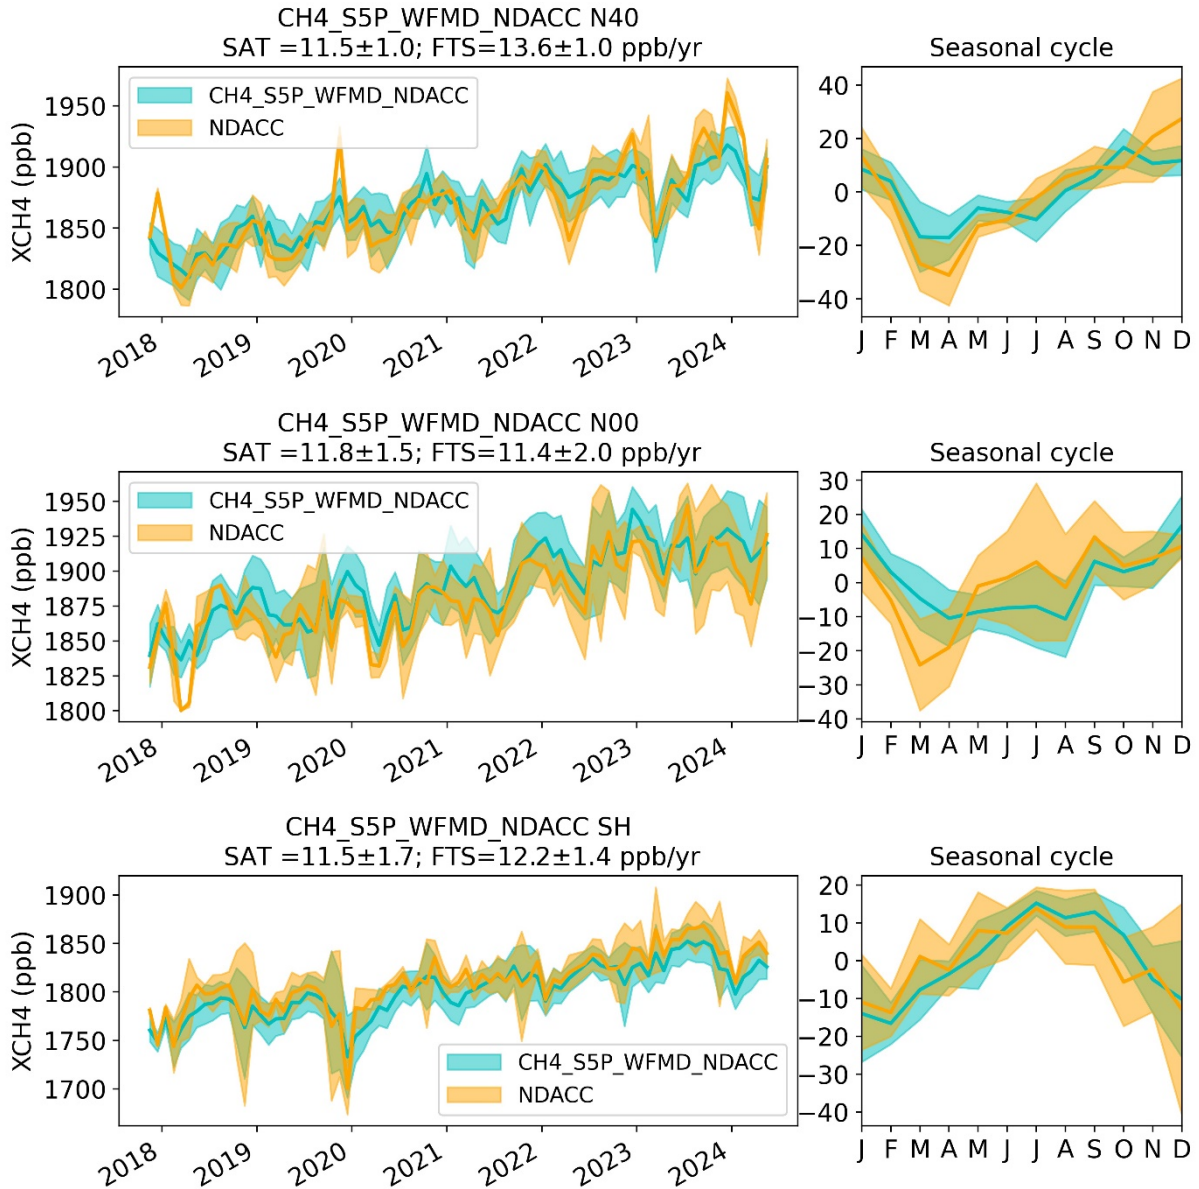 CH4_S5P_WFMD_NDACC N40
SAT =11.5±1.0; FTS=13.6±1.0 ppb/yr
Seasonal cycle
CH4_S5P_WFMD_NDACC
NDACC
XCH4 (ppb)
1950
1900
1850
1800
2018 2019 2020 2021 2022 2023 2024
40
20
0
−20
−40
J F M A M J J A S O N D
CH4_S5P_WFMD_NDACC N00
SAT =11.8±1.5; FTS=11.4±2.0 ppb/yr
Seasonal cycle
CH4_S5P_WFMD_NDACC
NDACC
XCH4 (ppb)
1950
1925
1900
1875
1850
1825
1800
2018 2019 2020 2021 2022 2023 2024
30
20
10
0
−10
−20
−30
−40
J F M A M J J A S O N D
CH4_S5P_WFMD_NDACC SH
SAT =11.5±1.7; FTS=12.2±1.4 ppb/yr
Seasonal cycle
XCH4 (ppb)
1900
1850
1800
1750
1700
CH4_S5P_WFMD_NDACC
NDACC
2018 2019 2020 2021 2022 2023 2024
20
10
0
−10
−20
−30
−40
J F M A M J J A S O N D